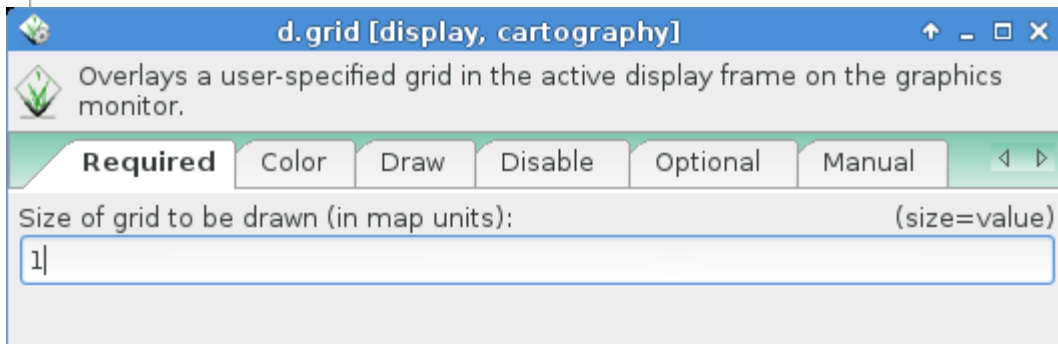 d.grid [display, cartography]
Overlays a user-specified grid in the active display frame on the graphics
monitor.
Required Color Draw Disable Optional Manual
Size of grid to be drawn (in map units): (size=value)
1